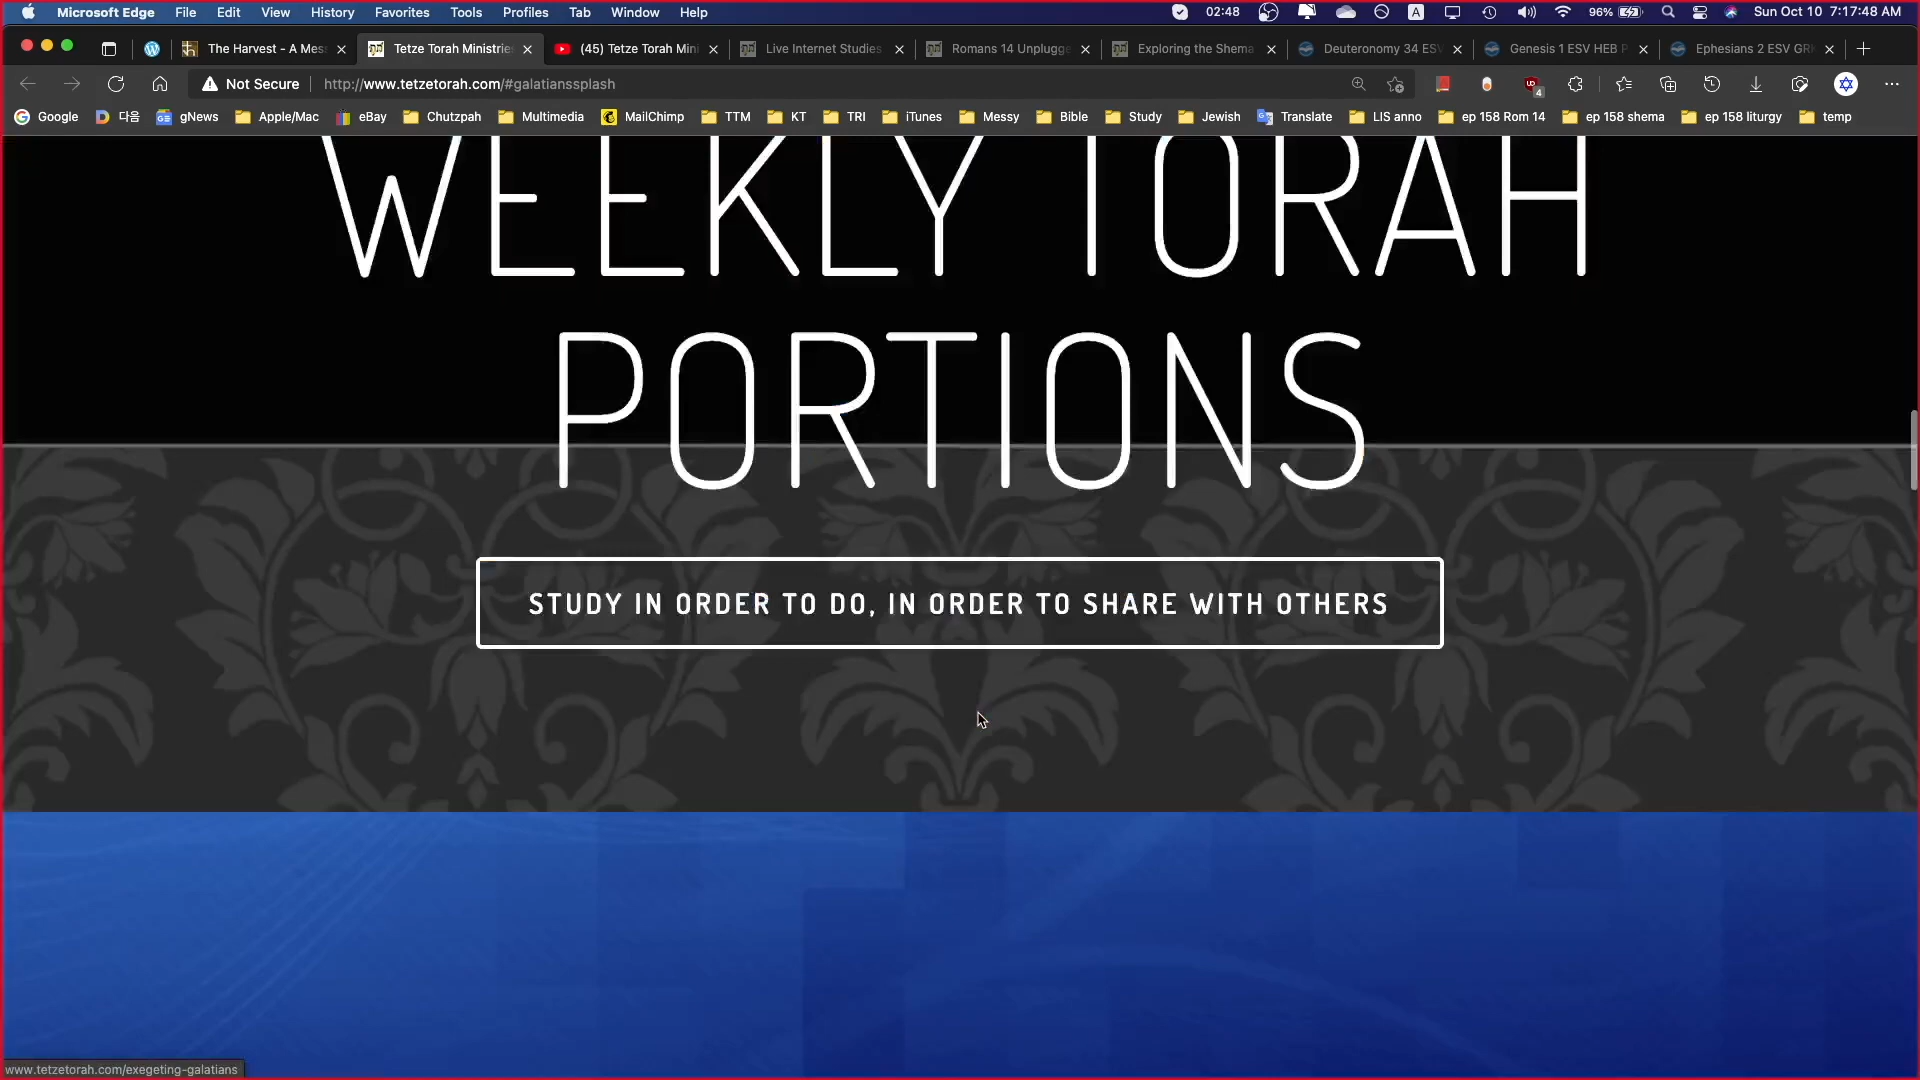 Microsoft Edge File Edit View History Favorites Tools Profiles Tab Window Help 02:48 A 96% Sun Oct 10 7:17:48 AM
The Harvest - A Mes Tetze Torah Ministrie (45) Tetze Torah Mini Live Internet Studies Romans 14 Unplugge Exploring the Shema Deuteronomy 34 ESV Genesis 1 ESV HEB P Ephesians 2 ESV GR
Not Secure http://www.tetzetorah.com/#galatianssplash 4
Google 다음 gNews Apple/Mac eBay Chutzpah Multimedia MailChimp TTM KT TRI iTunes Messy Bible Study Jewish Translate LIS anno ep 158 Rom 14 ep 158 shema ep 158 liturgy temp
WEEKLY TORAH
PORTIONS
STUDY IN ORDER TO DO, IN ORDER TO SHARE WITH OTHERS
www.tetzetorah.com/exegeting-galatians